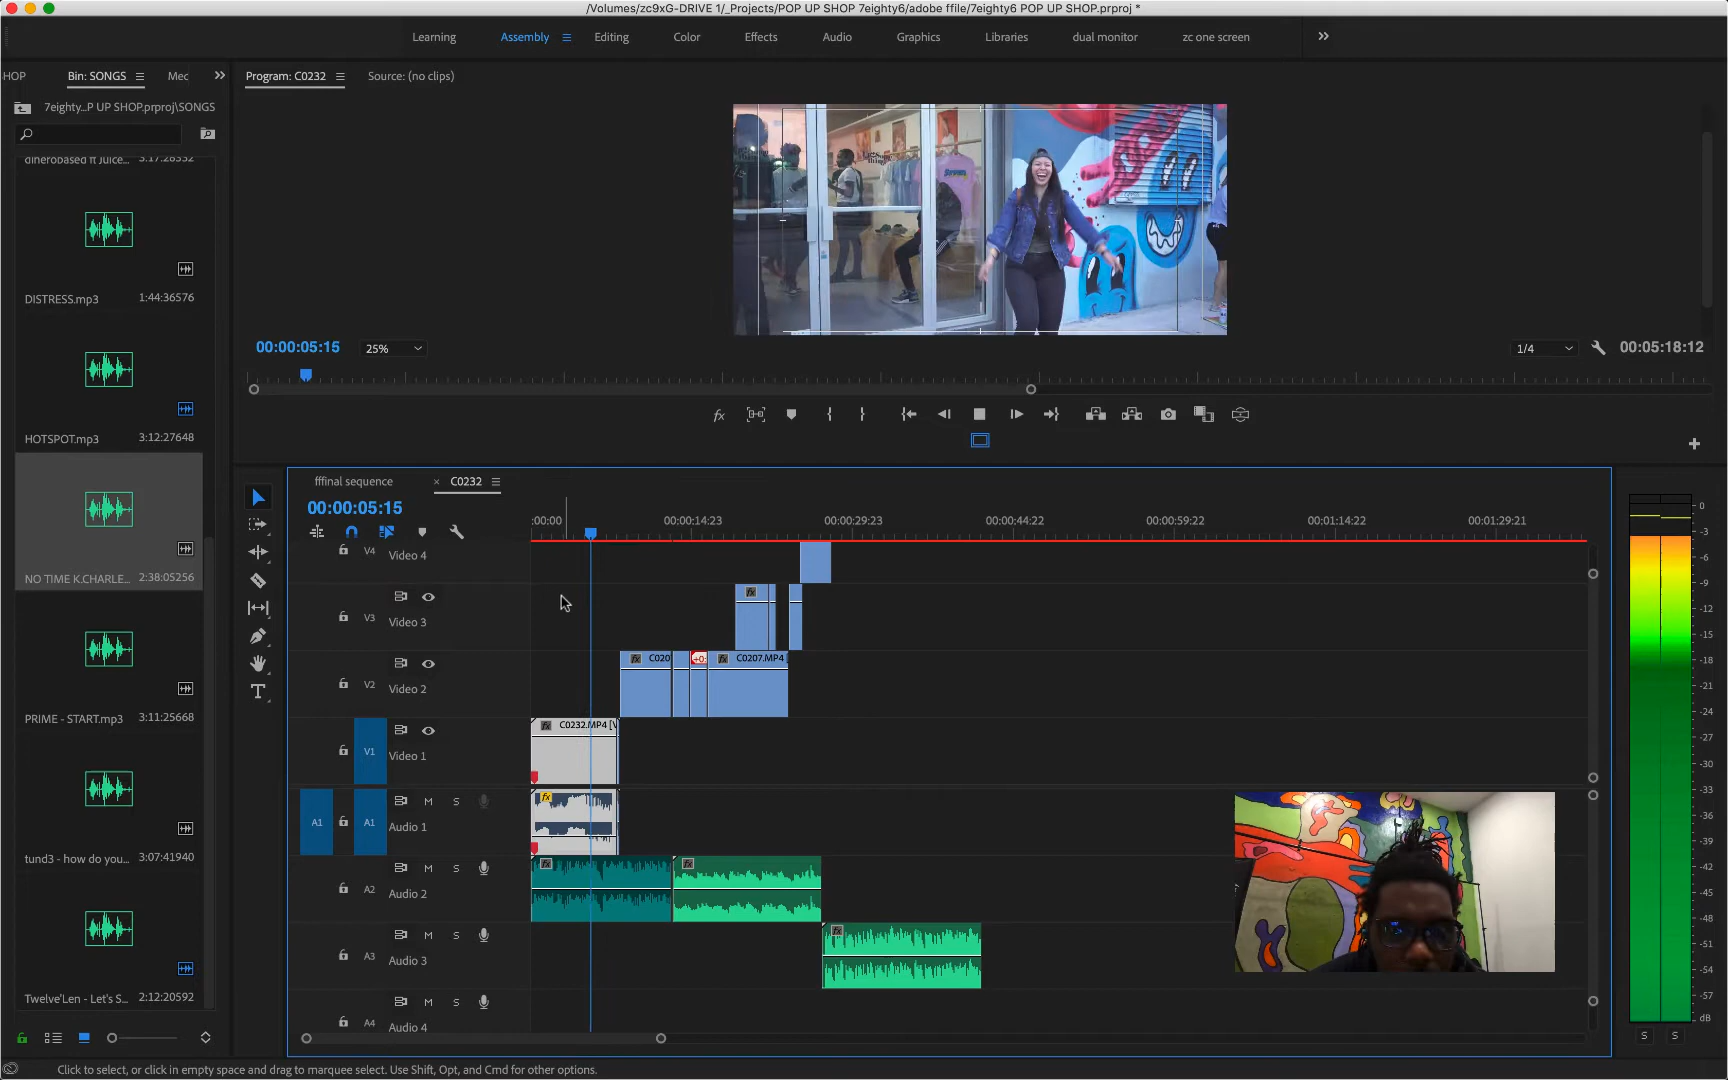 /Volumes/zc9xG-DRIVE 1/_Projects/POP UP SHOP 7eighty6/adobe ffile/7eighty6 POP UP SHOP.prproj *
Learning Assembly Editing Color Effects Audio Graphics Libraries dual monitor zc one screen
HOP Bin: SONGS Mec
7eighty...P UP SHOP.prproj\SONGS
Program: C0232 Source: (no clips)
dinerobased ft Juice... 3:17:28352
DISTRESS.mp3 1:44:36576
HOTSPOT.mp3 3:12:27648
NO TIME K.CHARLE... 2:38:05256
PRIME - START.mp3 3:11:25668
tund3 - how do you... 3:07:41940
Twelve'Len - Let's S... 2:12:20592
00:00:05:15 25% 1/4 00:05:18:12
fffinal sequence × C0232
00:00:05:15
:00:00 00:00:14:23 00:00:29:23 00:00:44:22 00:00:59:22 00:01:14:22 00:01:29:21
V4 Video 4
V3 Video 3
fx
V2 Video 2
fx C020 fx C0207.MP4
V1 V1 Video 1
fx C0232.MP4 [V
A1 A1 M S Audio 1
fx
A2 M S Audio 2
fx fx
A3 M S Audio 3
fx
A4 M S Audio 4
0
-3
-6
-9
-12
-15
-18
-21
-24
-27
-30
-33
-36
-39
-42
-45
-48
-51
-54
-57
dB
S S
Click to select, or click in empty space and drag to marquee select. Use Shift, Opt, and Cmd for other options.